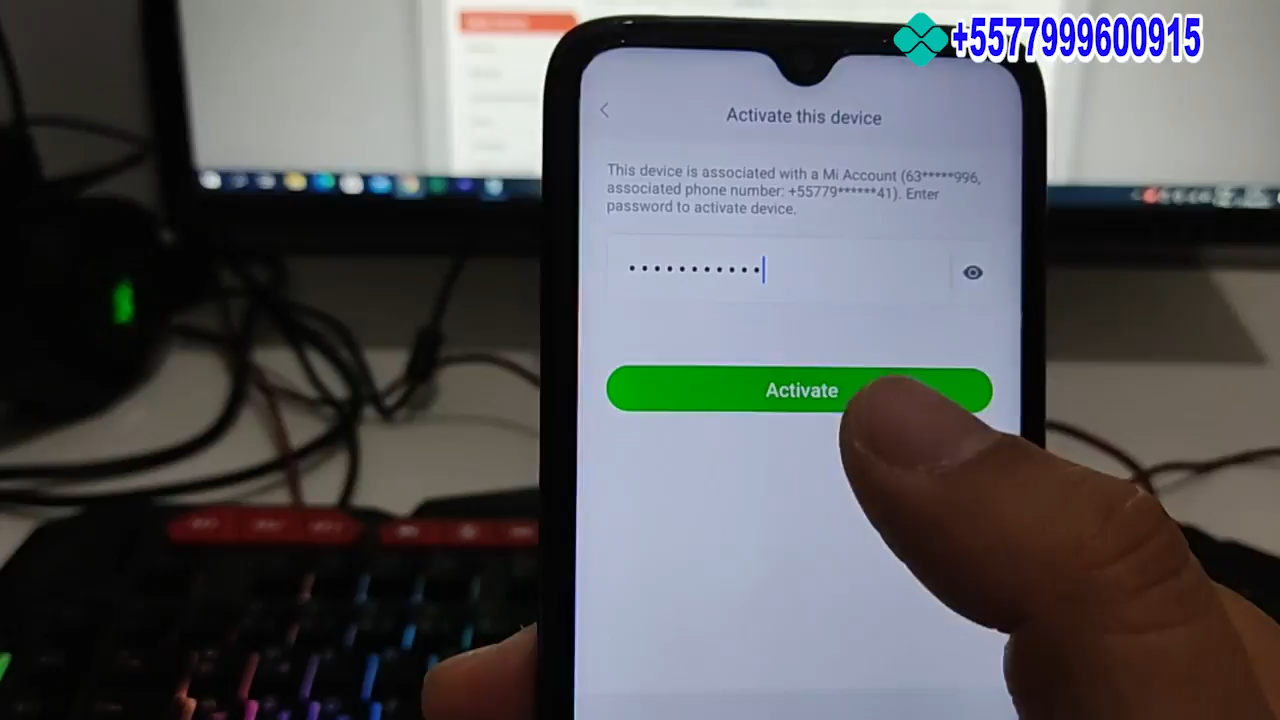 +5577999600915
Activate this device
This device is associated with a Mi Account (63*****996,
associated phone number: +55779******41). Enter
password to activate device.
Activate